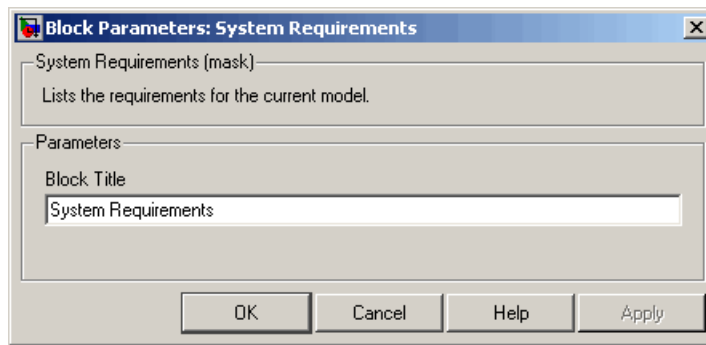 Block Parameters: System Requirements
System Requirements (mask)
Lists the requirements for the current model.
Parameters
Block Title
System Requirements
OK Cancel Help Apply